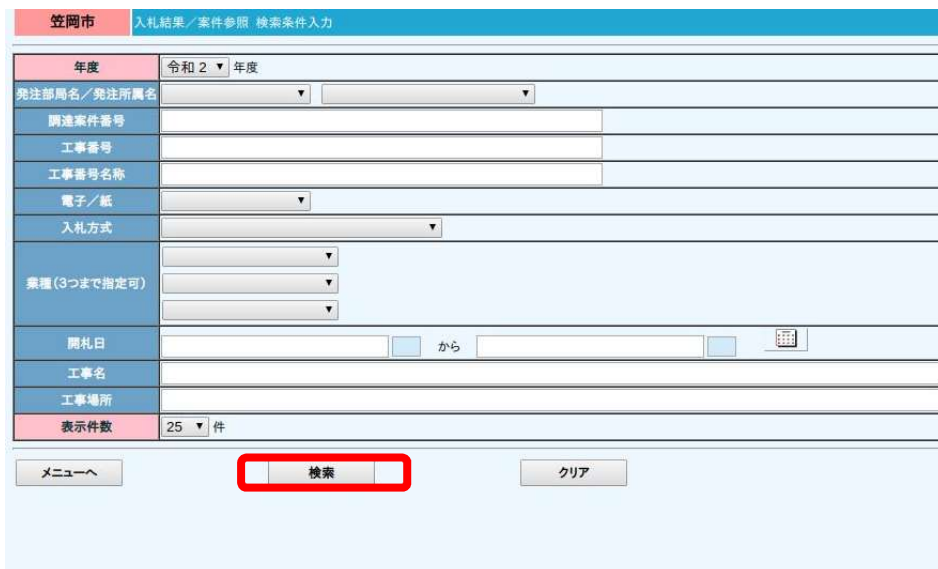 笠岡市 入札結果／案件参照 検索条件入力
年度 令和 2 ▼ 年度
発注部局名／発注所属名 ▼ ▼
調達案件番号
工事番号
工事番号名称
電子／紙 ▼
入札方式 ▼
▼
業種(3つまで指定可) ▼
▼
開札日 から
工事名
工事場所
表示件数 25 ▼ 件
メニューへ 検索 クリア